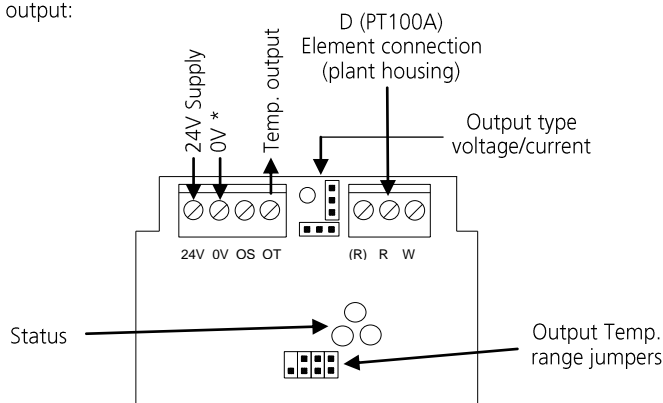 output:
D (PT100A)
Element connection
(plant housing)
24V Supply
0V *
Temp. output
Output type
voltage/current
24V 0V OS OT
(R) R W
Status
Output Temp.
range jumpers